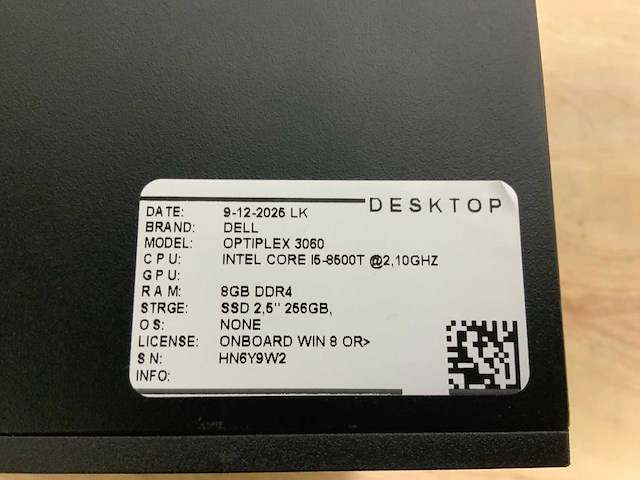 DESKTOP
DATE: 9-12-2025 LK
BRAND: DELL
MODEL: OPTIPLEX 3060
CPU: INTEL CORE I5-8500T @2,10GHZ
GPU:
RAM: 8GB DDR4
STRGE: SSD 2,5" 256GB,
OS: NONE
LICENSE: ONBOARD WIN 8 OR>
SN: HN6Y9W2
INFO: